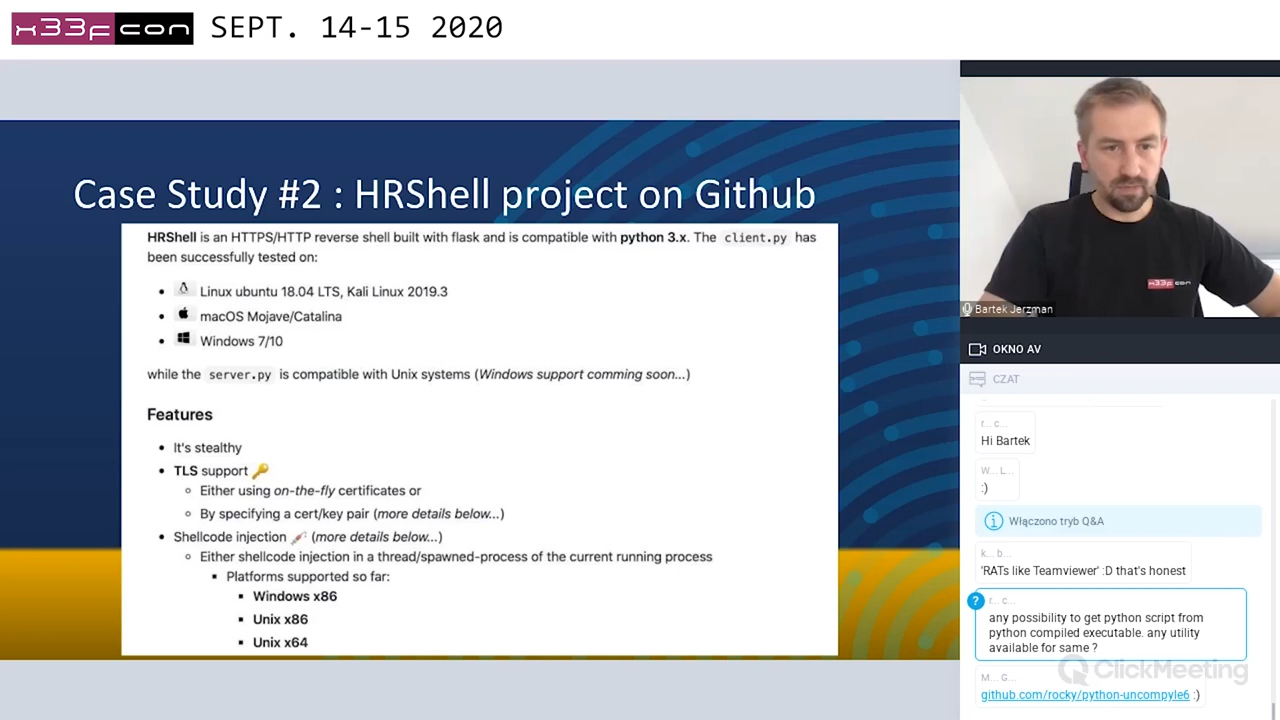 x33fcon SEPT. 14-15 2020
Case Study #2 : HRShell project on Github
HRShell is an HTTPS/HTTP reverse shell built with flask and is compatible with python 3.x. The client.py has
been successfully tested on:
Linux ubuntu 18.04 LTS, Kali Linux 2019.3
macOS Mojave/Catalina
Windows 7/10
while the server.py is compatible with Unix systems (Windows support comming soon...)
Features
It's stealthy
TLS support
Either using on-the-fly certificates or
By specifying a cert/key pair (more details below...)
Shellcode injection (more details below...)
Either shellcode injection in a thread/spawned-process of the current running process
Platforms supported so far:
Windows x86
Unix x86
Unix x64
x33fcon
Bartek Jerzman
OKNO AV
CZAT
r... c...
Hi Bartek
W... L...
:)
Włączono tryb Q&A
k... b...
'RATs like Teamviewer' :D that's honest
? r... c...
any possibility to get python script from
python compiled executable. any utility
available for same ?
ClickMeeting
M... G...
github.com/rocky/python-uncompyle6 :)